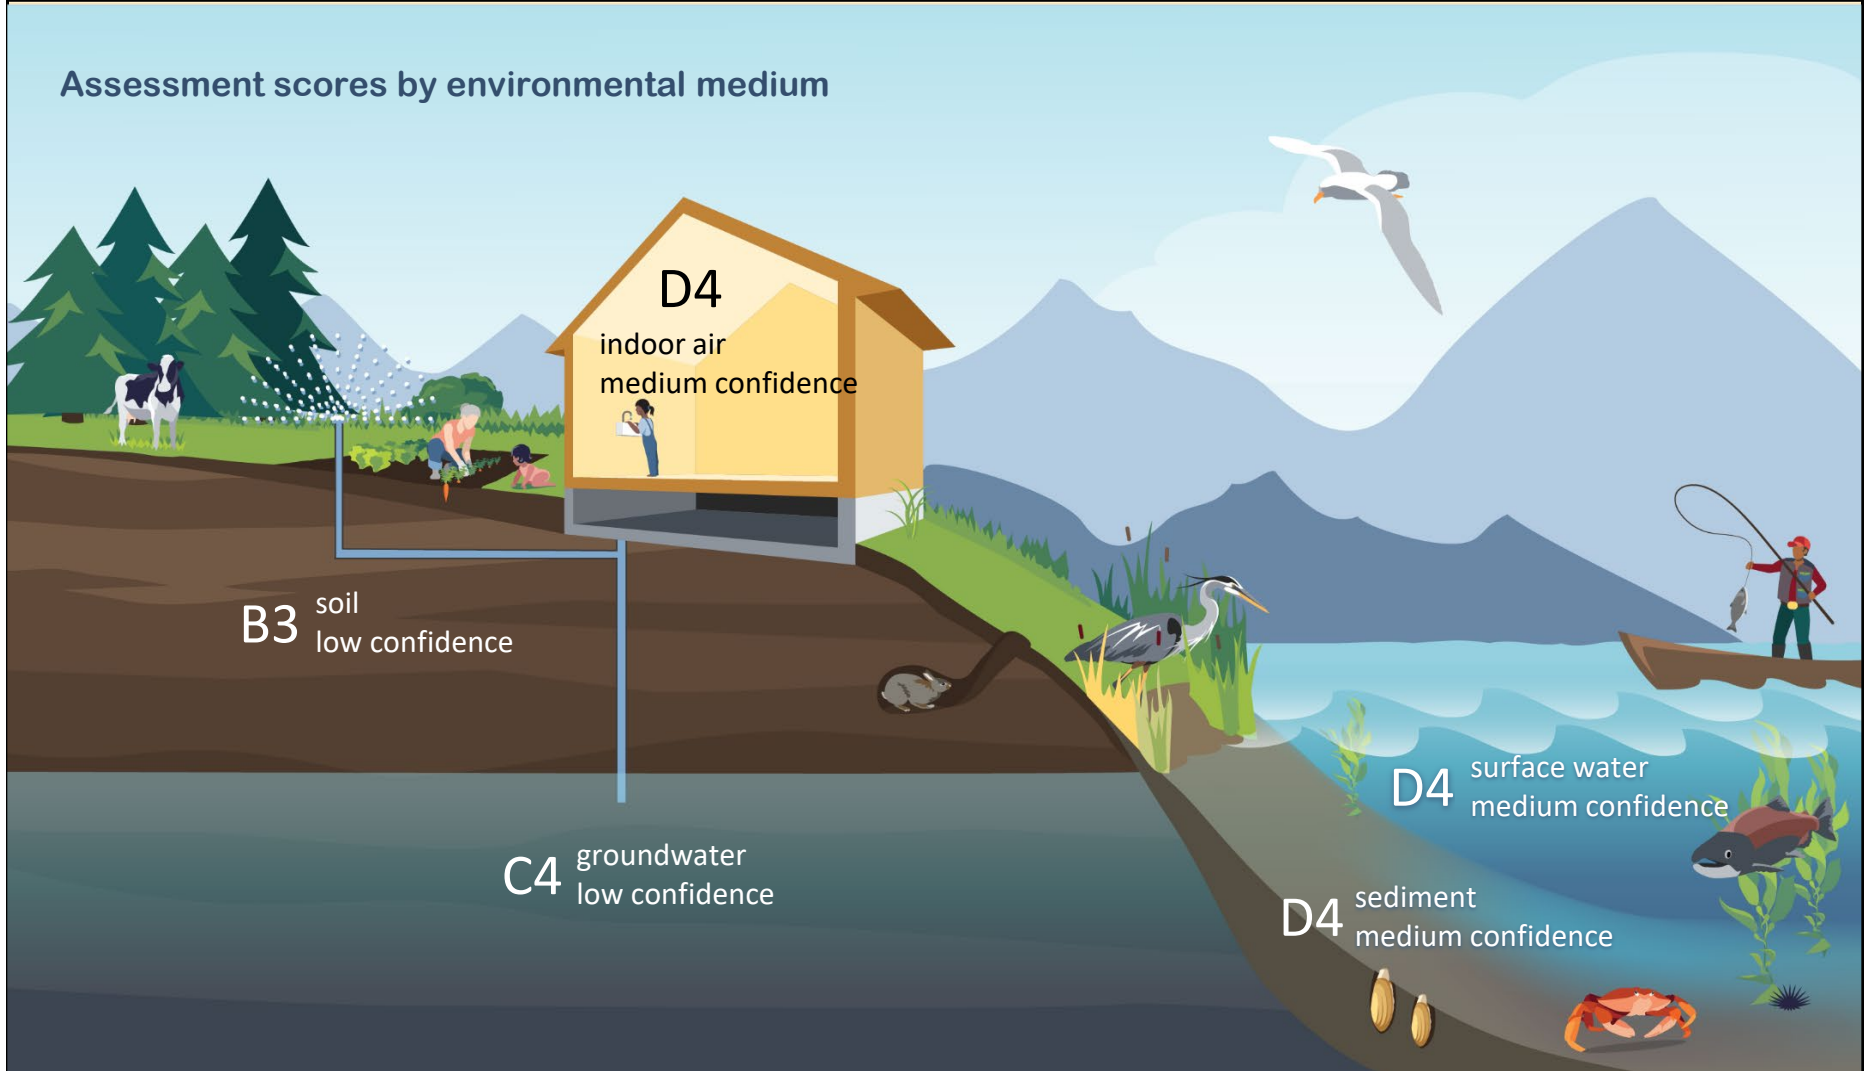 Assessment scores by environmental medium
D4
indoor air
medium confidence
B3
soil
low confidence
D4
surface water
medium confidence
C4
groundwater
low confidence
D4
sediment
medium confidence